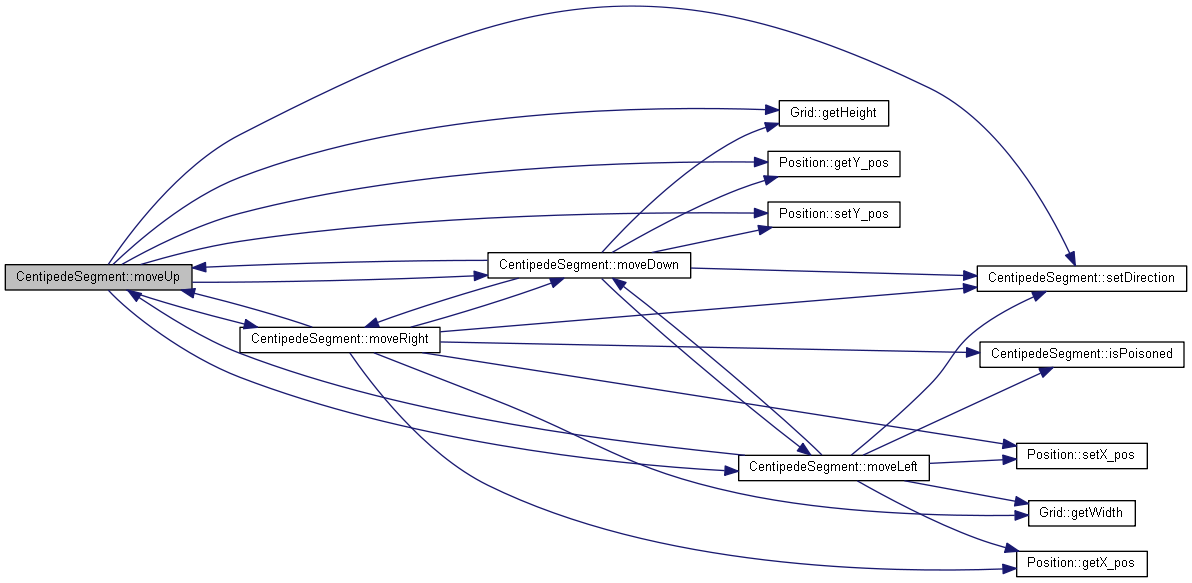 Grid::getHeight
Position::getY_pos
Position::setY_pos
CentipedeSegment::moveUp
CentipedeSegment::moveDown
CentipedeSegment::setDirection
CentipedeSegment::moveRight
CentipedeSegment::isPoisoned
Position::setX_pos
CentipedeSegment::moveLeft
Grid::getWidth
Position::getX_pos